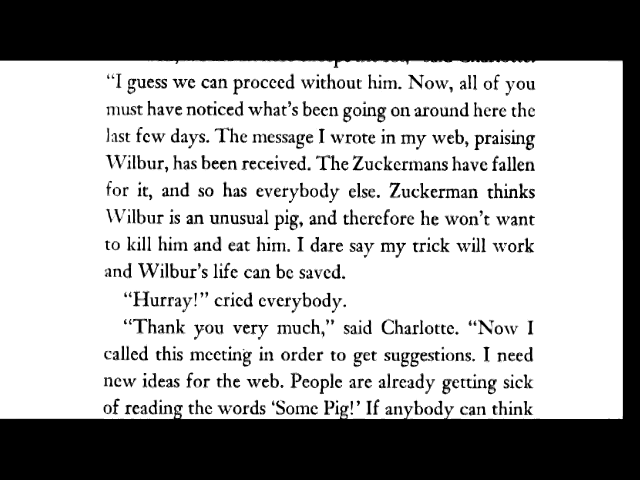 said Charlotte.
“I guess we can proceed without him. Now, all of you
must have noticed what’s been going on around here the
last few days. The message I wrote in my web, praising
Wilbur, has been received. The Zuckermans have fallen
for it, and so has everybody else. Zuckerman thinks
Wilbur is an unusual pig, and therefore he won’t want
to kill him and eat him. I dare say my trick will work
and Wilbur’s life can be saved.
“Hurray!” cried everybody.
“Thank you very much,” said Charlotte. “Now I
called this meeting in order to get suggestions. I need
new ideas for the web. People are already getting sick
of reading the words ‘Some Pig!’ If anybody can think